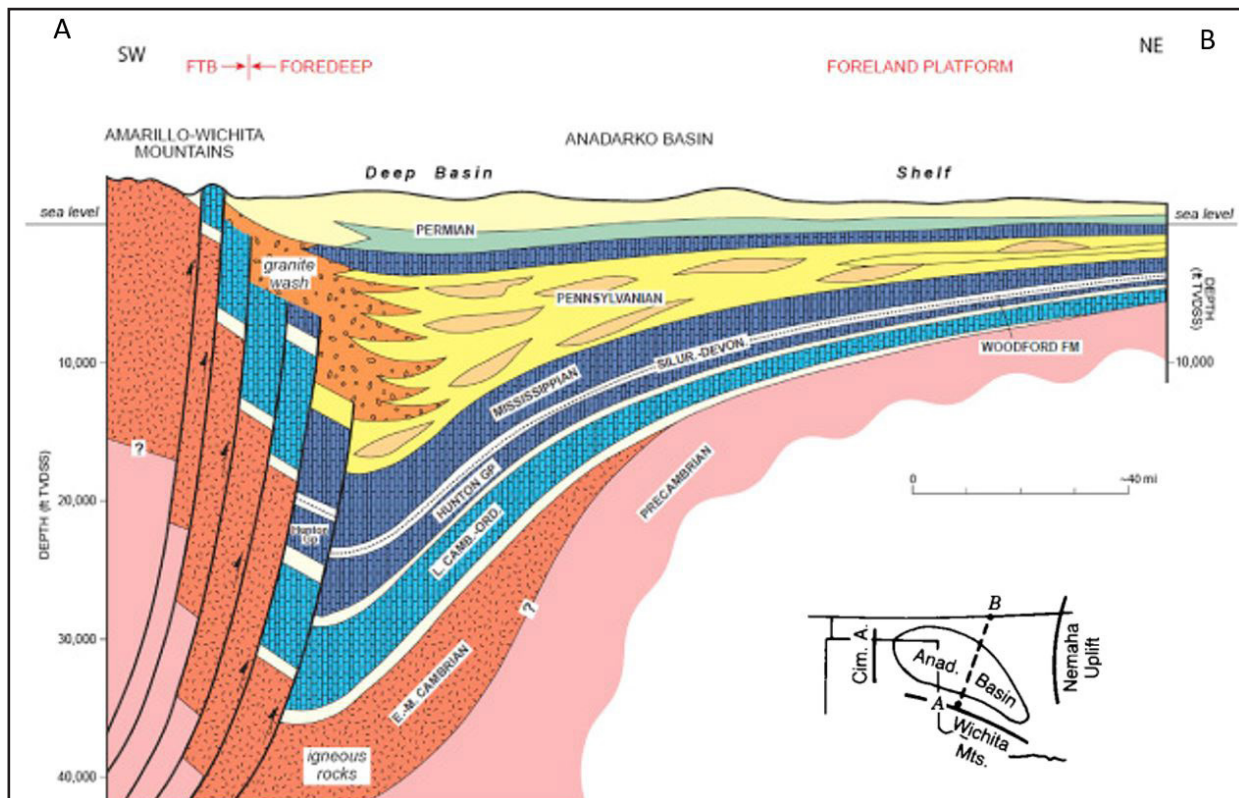 A
B
SW
NE
FTB
FOREDEEP
FORELAND PLATFORM
AMARILLO-WICHITA
MOUNTAINS
ANADARKO BASIN
Deep Basin
Shelf
sea level
sea level
PERMIAN
granite
wash
PENNSYLVANIAN
DEPTH
(ft TVDSS)
SILUR.-DEVON.
WOODFORD FM
10,000
10,000
MISSISSIPPIAN
?
HUNTON GP
PRECAMBRIAN
0
~40 mi
20,000
DEPTH (ft TVDSS)
Hunton
Gp
L. CAMB.-ORD.
?
30,000
E.-M. CAMBRIAN
igneous
rocks
40,000
B
Cim. A.
Anad.
Basin
Nemaha
Uplift
A
Wichita
Mts.